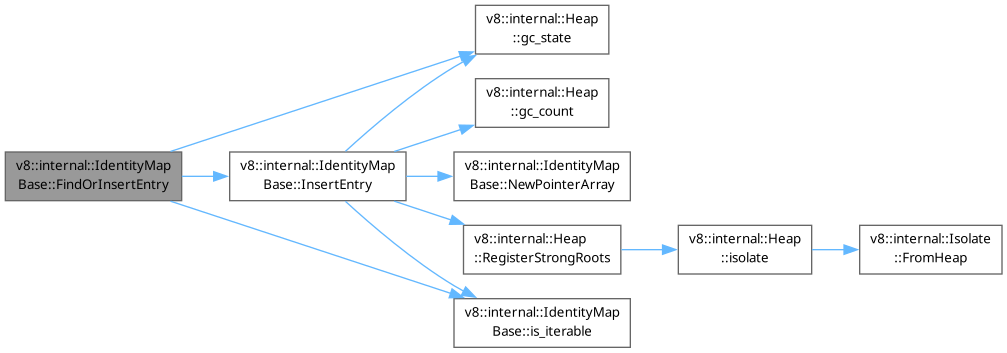 v8::internal::Heap
::gc_state
v8::internal::Heap
::gc_count
v8::internal::IdentityMap
Base::FindOrInsertEntry
v8::internal::IdentityMap
Base::InsertEntry
v8::internal::IdentityMap
Base::NewPointerArray
v8::internal::Heap
::RegisterStrongRoots
v8::internal::Heap
::isolate
v8::internal::Isolate
::FromHeap
v8::internal::IdentityMap
Base::is_iterable